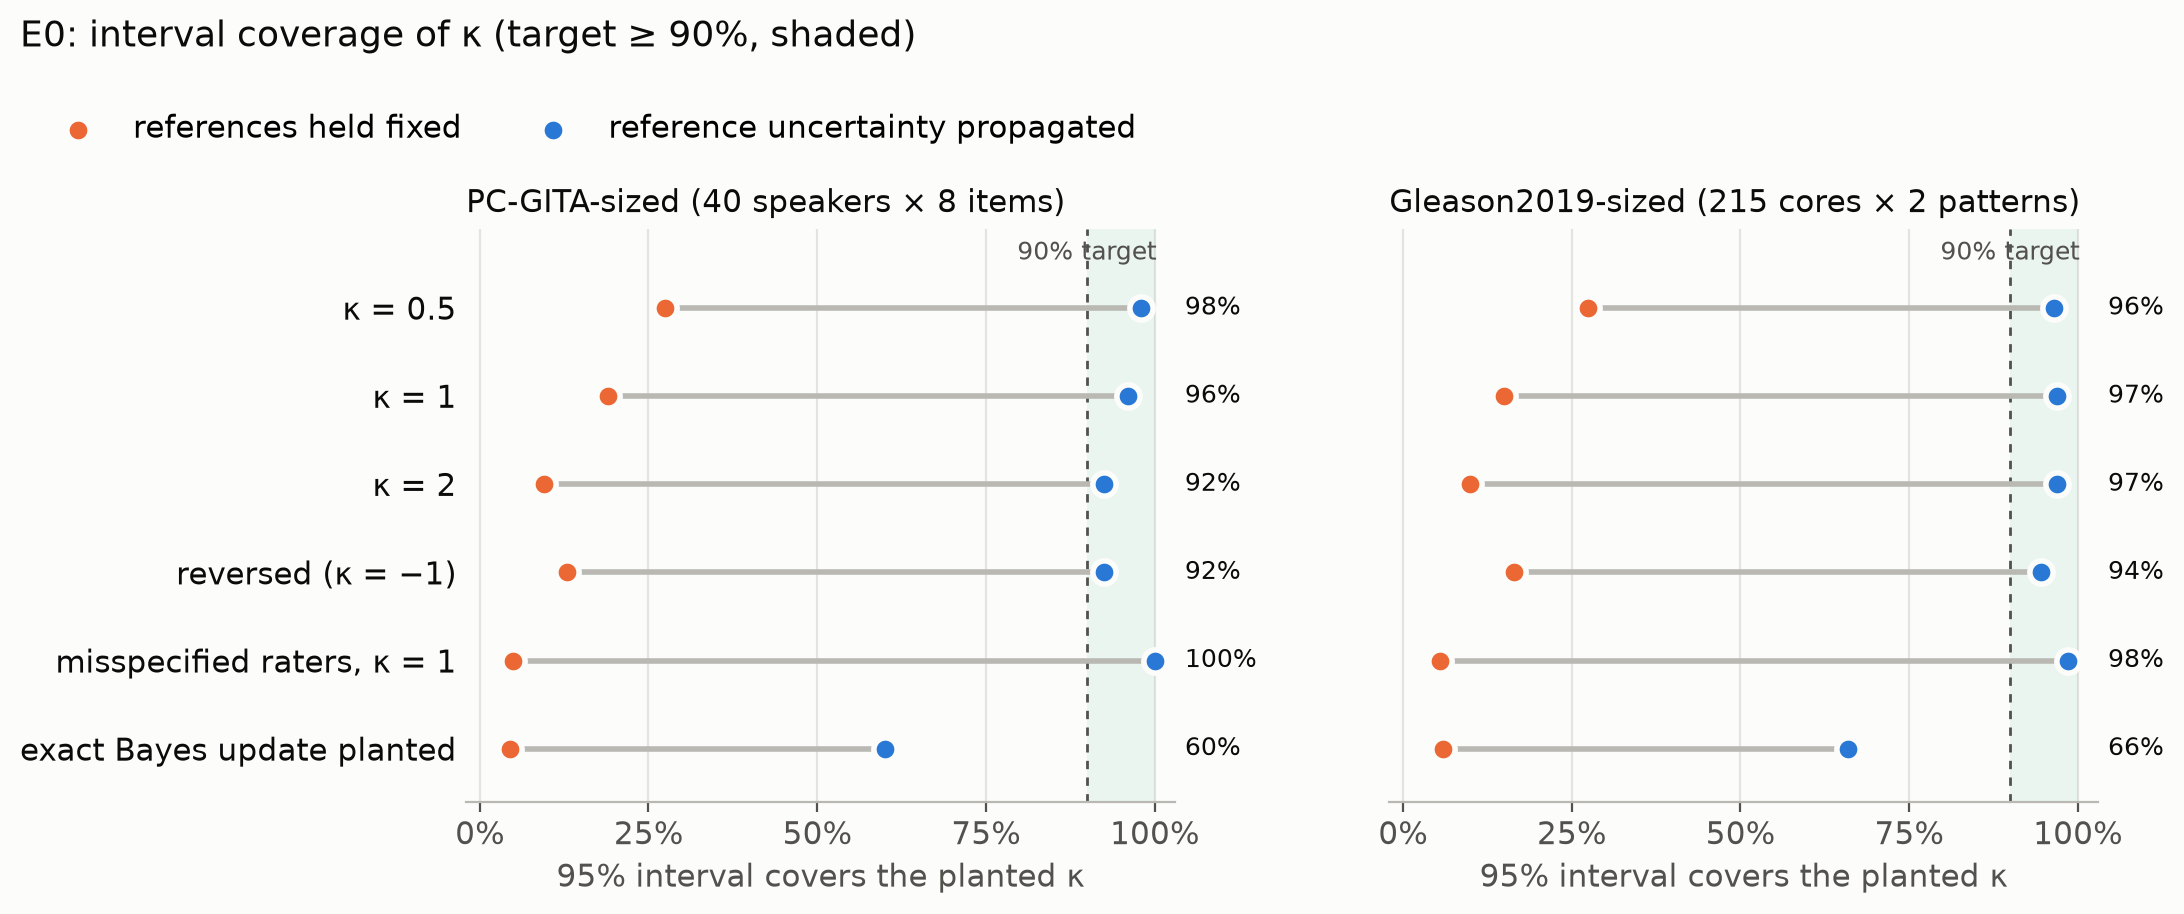 E0: interval coverage of κ (target ≥ 90%, shaded)
references held fixed
reference uncertainty propagated
PC-GITA-sized (40 speakers × 8 items)
90% target
κ = 0.5
98%
κ = 1
96%
κ = 2
92%
reversed (κ = −1)
92%
misspecified raters, κ = 1
100%
exact Bayes update planted
60%
0% 25% 50% 75% 100%
95% interval covers the planted κ
Gleason2019-sized (215 cores × 2 patterns)
90% target
96%
97%
97%
94%
98%
66%
0% 25% 50% 75% 100%
95% interval covers the planted κ